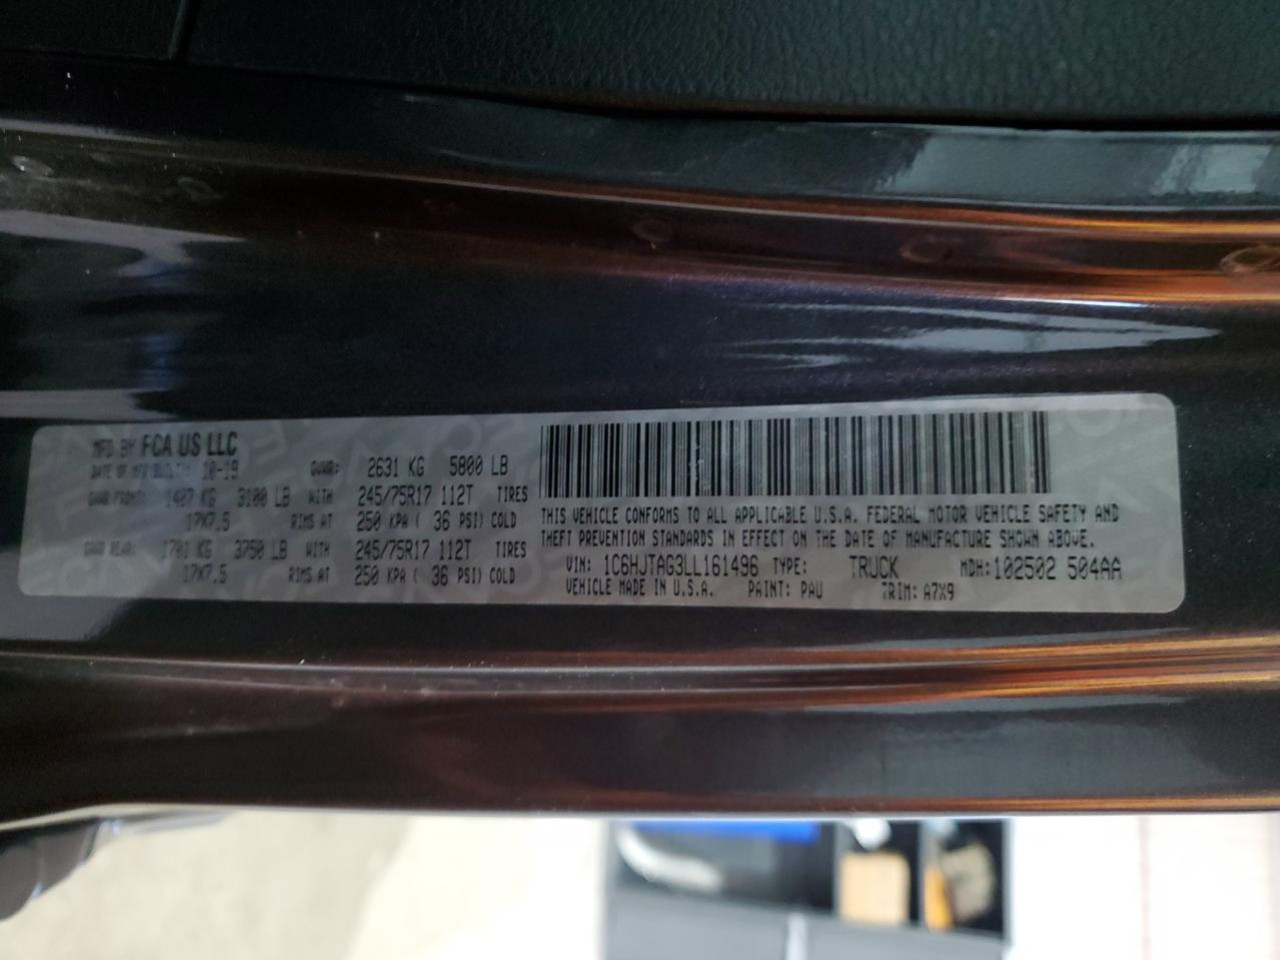 MFD BY FCA US LLC
DATE OF MFR 10-19 GVWR: 2631 KG 5800 LB
GAWR FRONT: 1407 KG 3100 LB WITH 245/75R17 112T TIRES
17X7.5 RIMS AT 250 KPA ( 36 PSI) COLD
GAWR REAR: 1701 KG 3750 LB WITH 245/75R17 112T TIRES
17X7.5 RIMS AT 250 KPA ( 36 PSI) COLD
THIS VEHICLE CONFORMS TO ALL APPLICABLE U.S.A. FEDERAL MOTOR VEHICLE SAFETY AND
THEFT PREVENTION STANDARDS IN EFFECT ON THE DATE OF MANUFACTURE SHOWN ABOVE.
VIN: 1C6HJTAG3LL161496 TYPE: TRUCK MDH:102502 504AA
VEHICLE MADE IN U.S.A. PAINT: PAU TRIM: A7X9